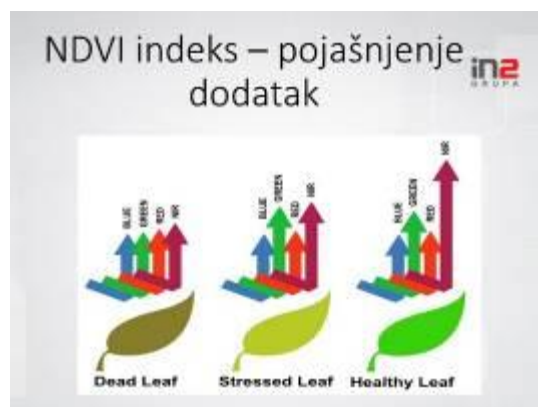 NDVI indeks – pojašnjenje
dodatak
in2
GRUPA
BLUE
GREEN
RED
NIR
BLUE
GREEN
RED
NIR
BLUE
GREEN
RED
NIR
Dead Leaf
Stressed Leaf
Healthy Leaf